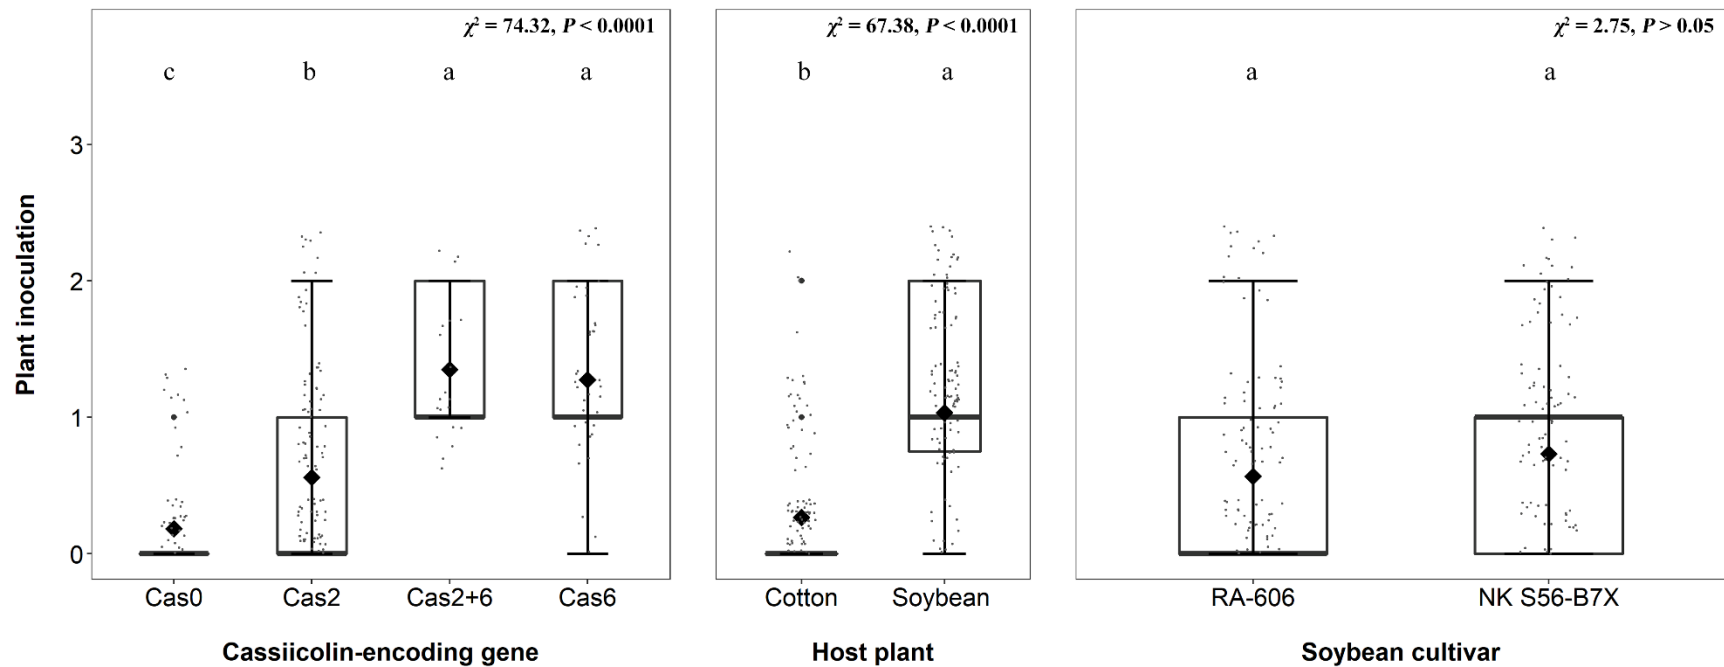 χ² = 74.32, P < 0.0001
χ² = 67.38, P < 0.0001
χ² = 2.75, P > 0.05
c b a a
b a
a a
3
2
1
0
Plant inoculation
Cas0 Cas2 Cas2+6 Cas6
Cotton Soybean
RA-606 NK S56-B7X
Cassiicolin-encoding gene
Host plant
Soybean cultivar